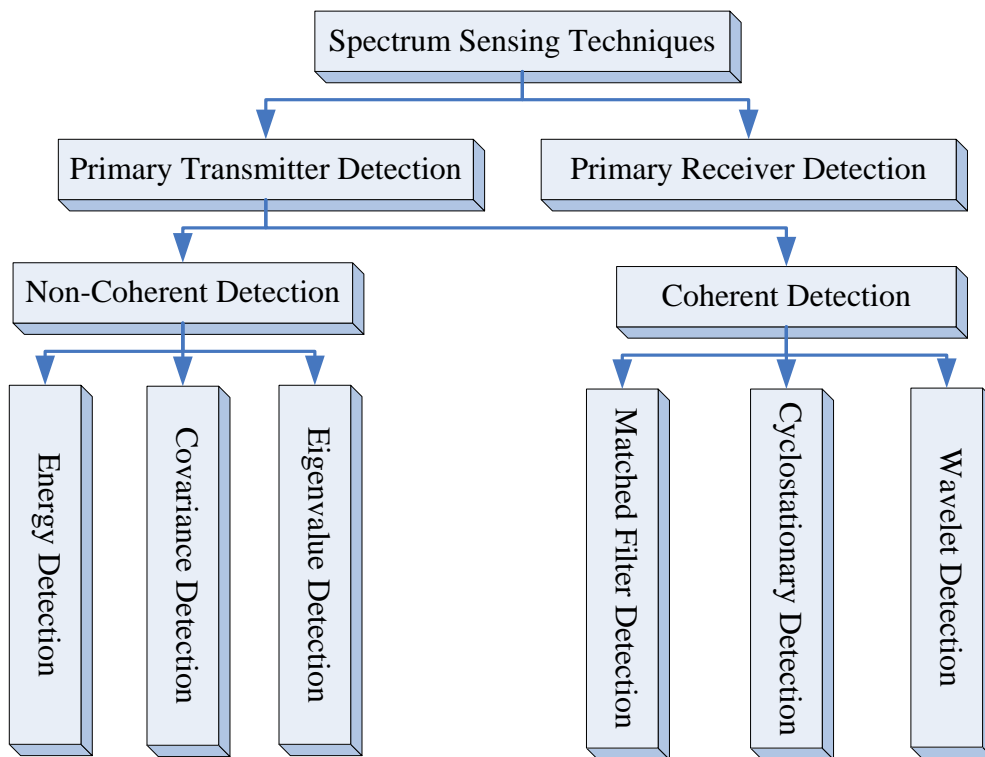 Spectrum Sensing Techniques
Primary Transmitter Detection
Primary Receiver Detection
Non-Coherent Detection
Coherent Detection
Energy Detection
Covariance Detection
Eigenvalue Detection
Matched Filter Detection
Cyclostationary Detection
Wavelet Detection